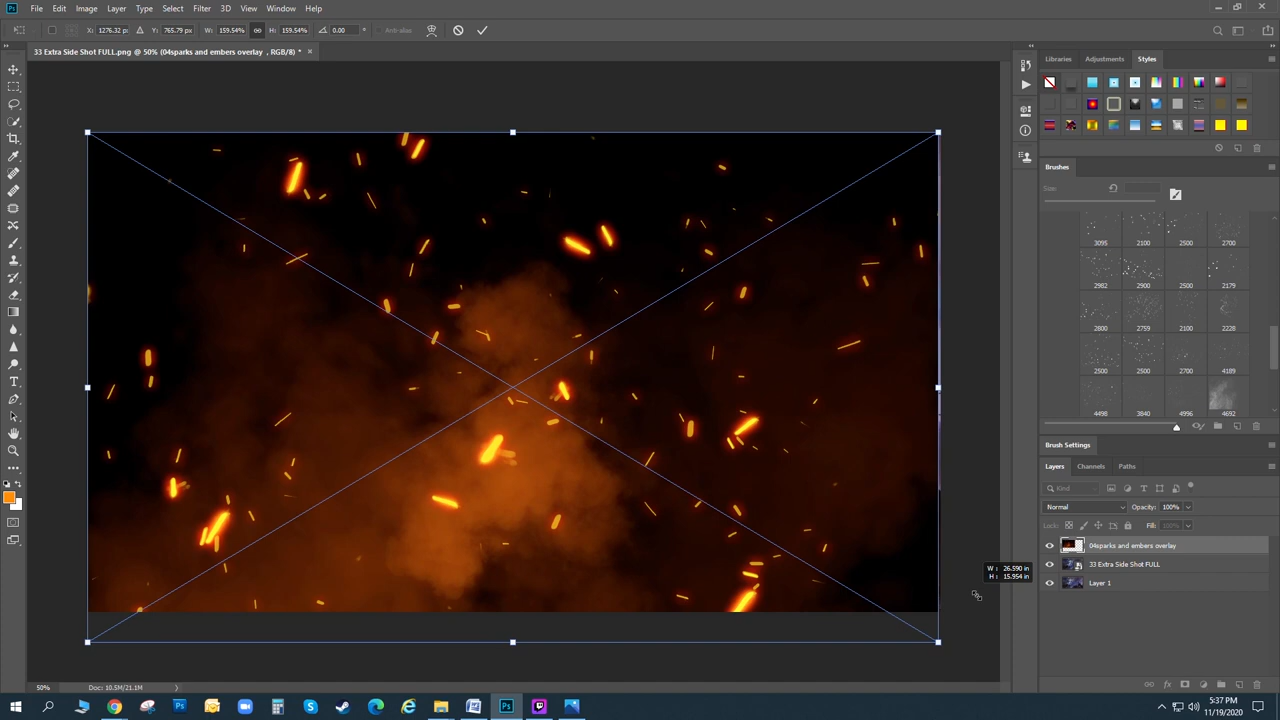 File Edit Image Layer Type Select Filter 3D View Window Help
X: 1276.32 px Y: 765.79 px W: 159.54% H: 159.54% 0.00 ° Anti-alias
33 Extra Side Shot FULL.png @ 50% (04sparks and embers overlay , RGB/8) * ×
Libraries Adjustments Styles
Brushes
Size:
3095 2100 2500 2700
2982 2900 2500 2179
2800 2759 2100 2228
2500 2500 2700 4189
4498 3840 4996 4692
Brush Settings
Layers Channels Paths
Kind
Normal Opacity: 100%
Lock: Fill: 100%
04sparks and embers overlay
33 Extra Side Shot FULL
Layer 1
W: 26.590 in
H: 15.954 in
50% Doc: 10.5M/21.1M
5:37 PM
11/19/2020